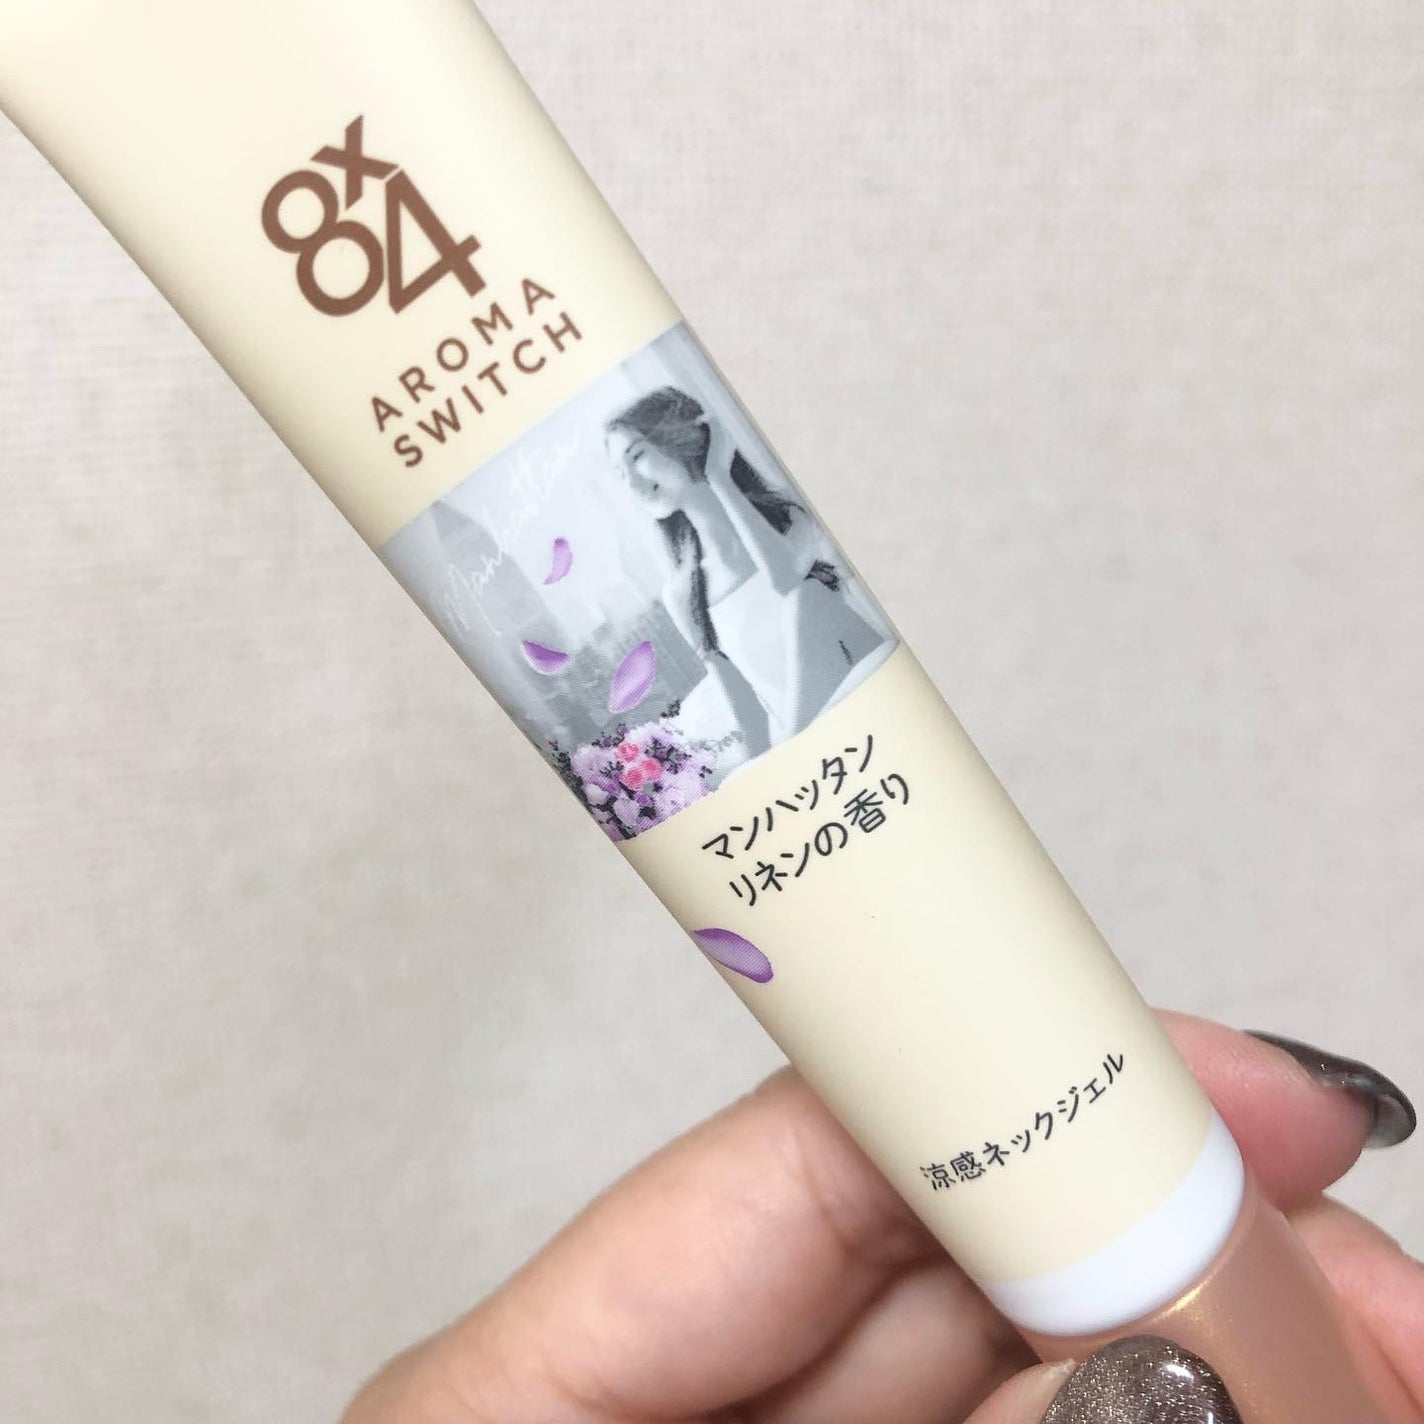 8x4
AROMA
SWITCH
Manhattan
マンハッタン
リネンの香り
涼感ネックジェル